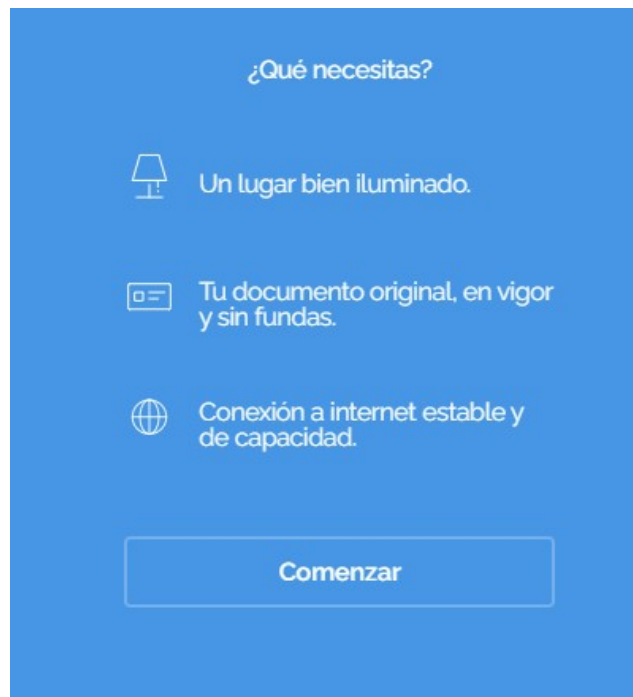 ¿Qué necesitas?
Un lugar bien iluminado.
Tu documento original, en vigor
y sin fundas.
Conexión a internet estable y
de capacidad.
Comenzar